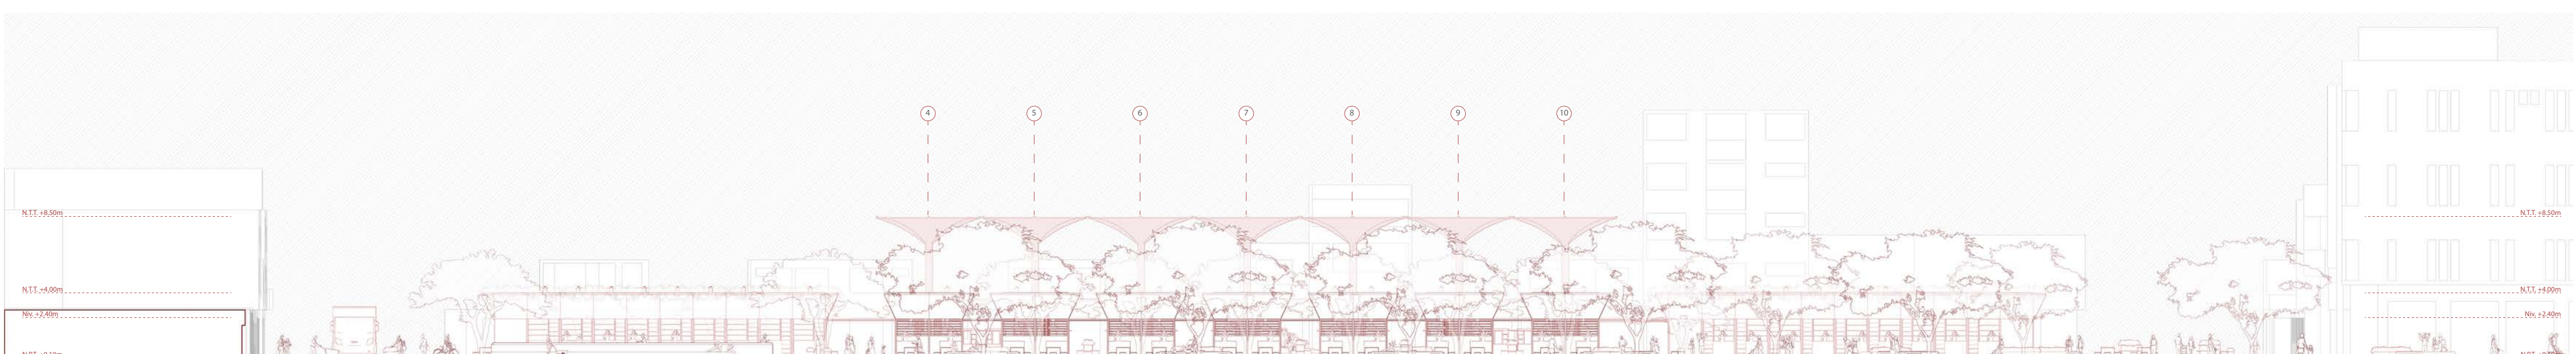 4 5 6 7 8 9 10
N.T.T. +8.50m
N.T.T. +8.50m
N.T.T. +4.00m
N.T.T. +4.00m
Niv. +2.40m
Niv. +2.40m